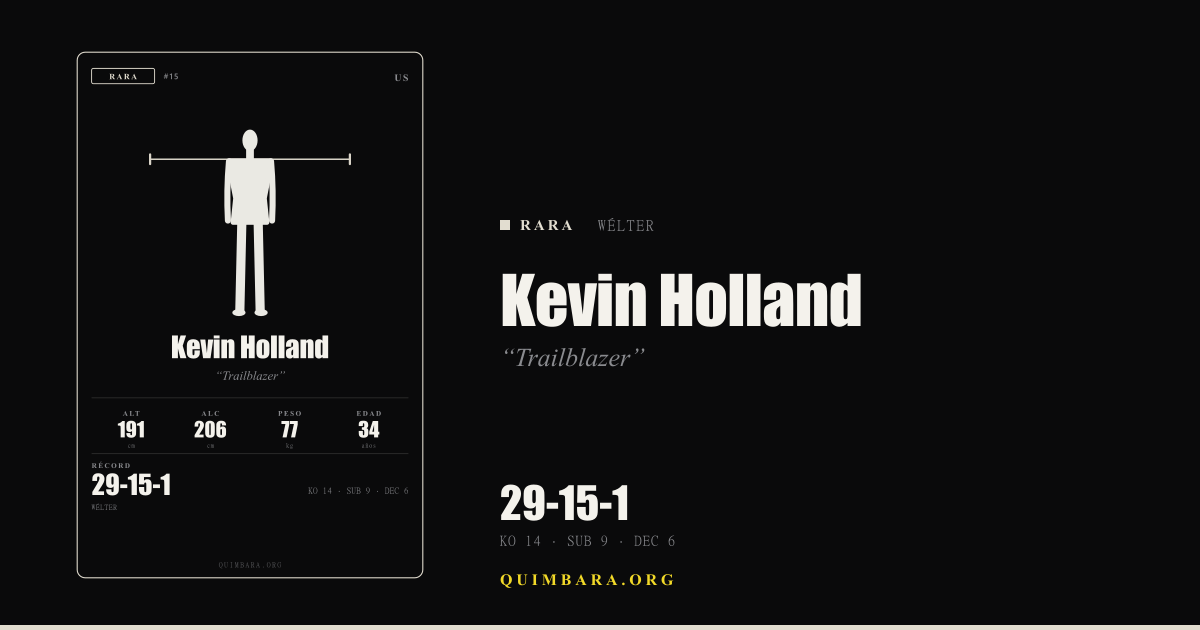 RARA #15 US
Kevin Holland
“Trailblazer”
ALT ALC PESO EDAD
191 206 77 34
cm cm kg años
RÉCORD
29-15-1
KO 14 · SUB 9 · DEC 6
WÉLTER
QUIMBARA.ORG
RARA WÉLTER
Kevin Holland
“Trailblazer”
29-15-1
KO 14 · SUB 9 · DEC 6
QUIMBARA.ORG